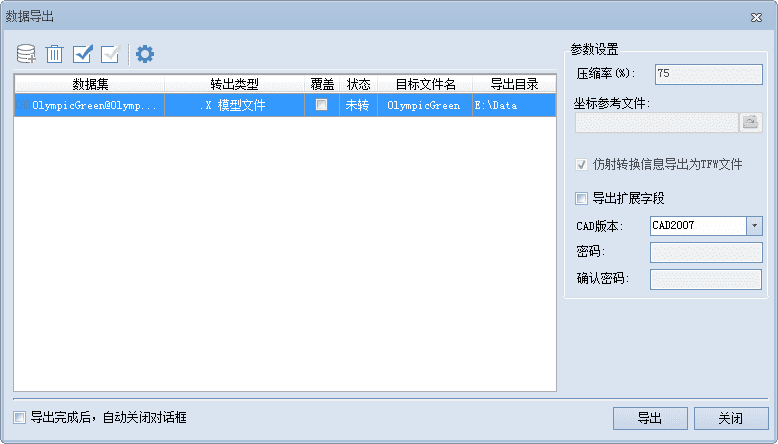 数据导出
数据集 转出类型 覆盖 状态 目标文件名 导出目录
OlympicGreen@Olymp... .X 模型文件 未转 OlympicGreen E:\Data
参数设置
压缩率(%): 75
坐标参考文件:
仿射转换信息导出为TFW文件
导出扩展字段
CAD版本: CAD2007
密码:
确认密码:
导出完成后，自动关闭对话框
导出 关闭